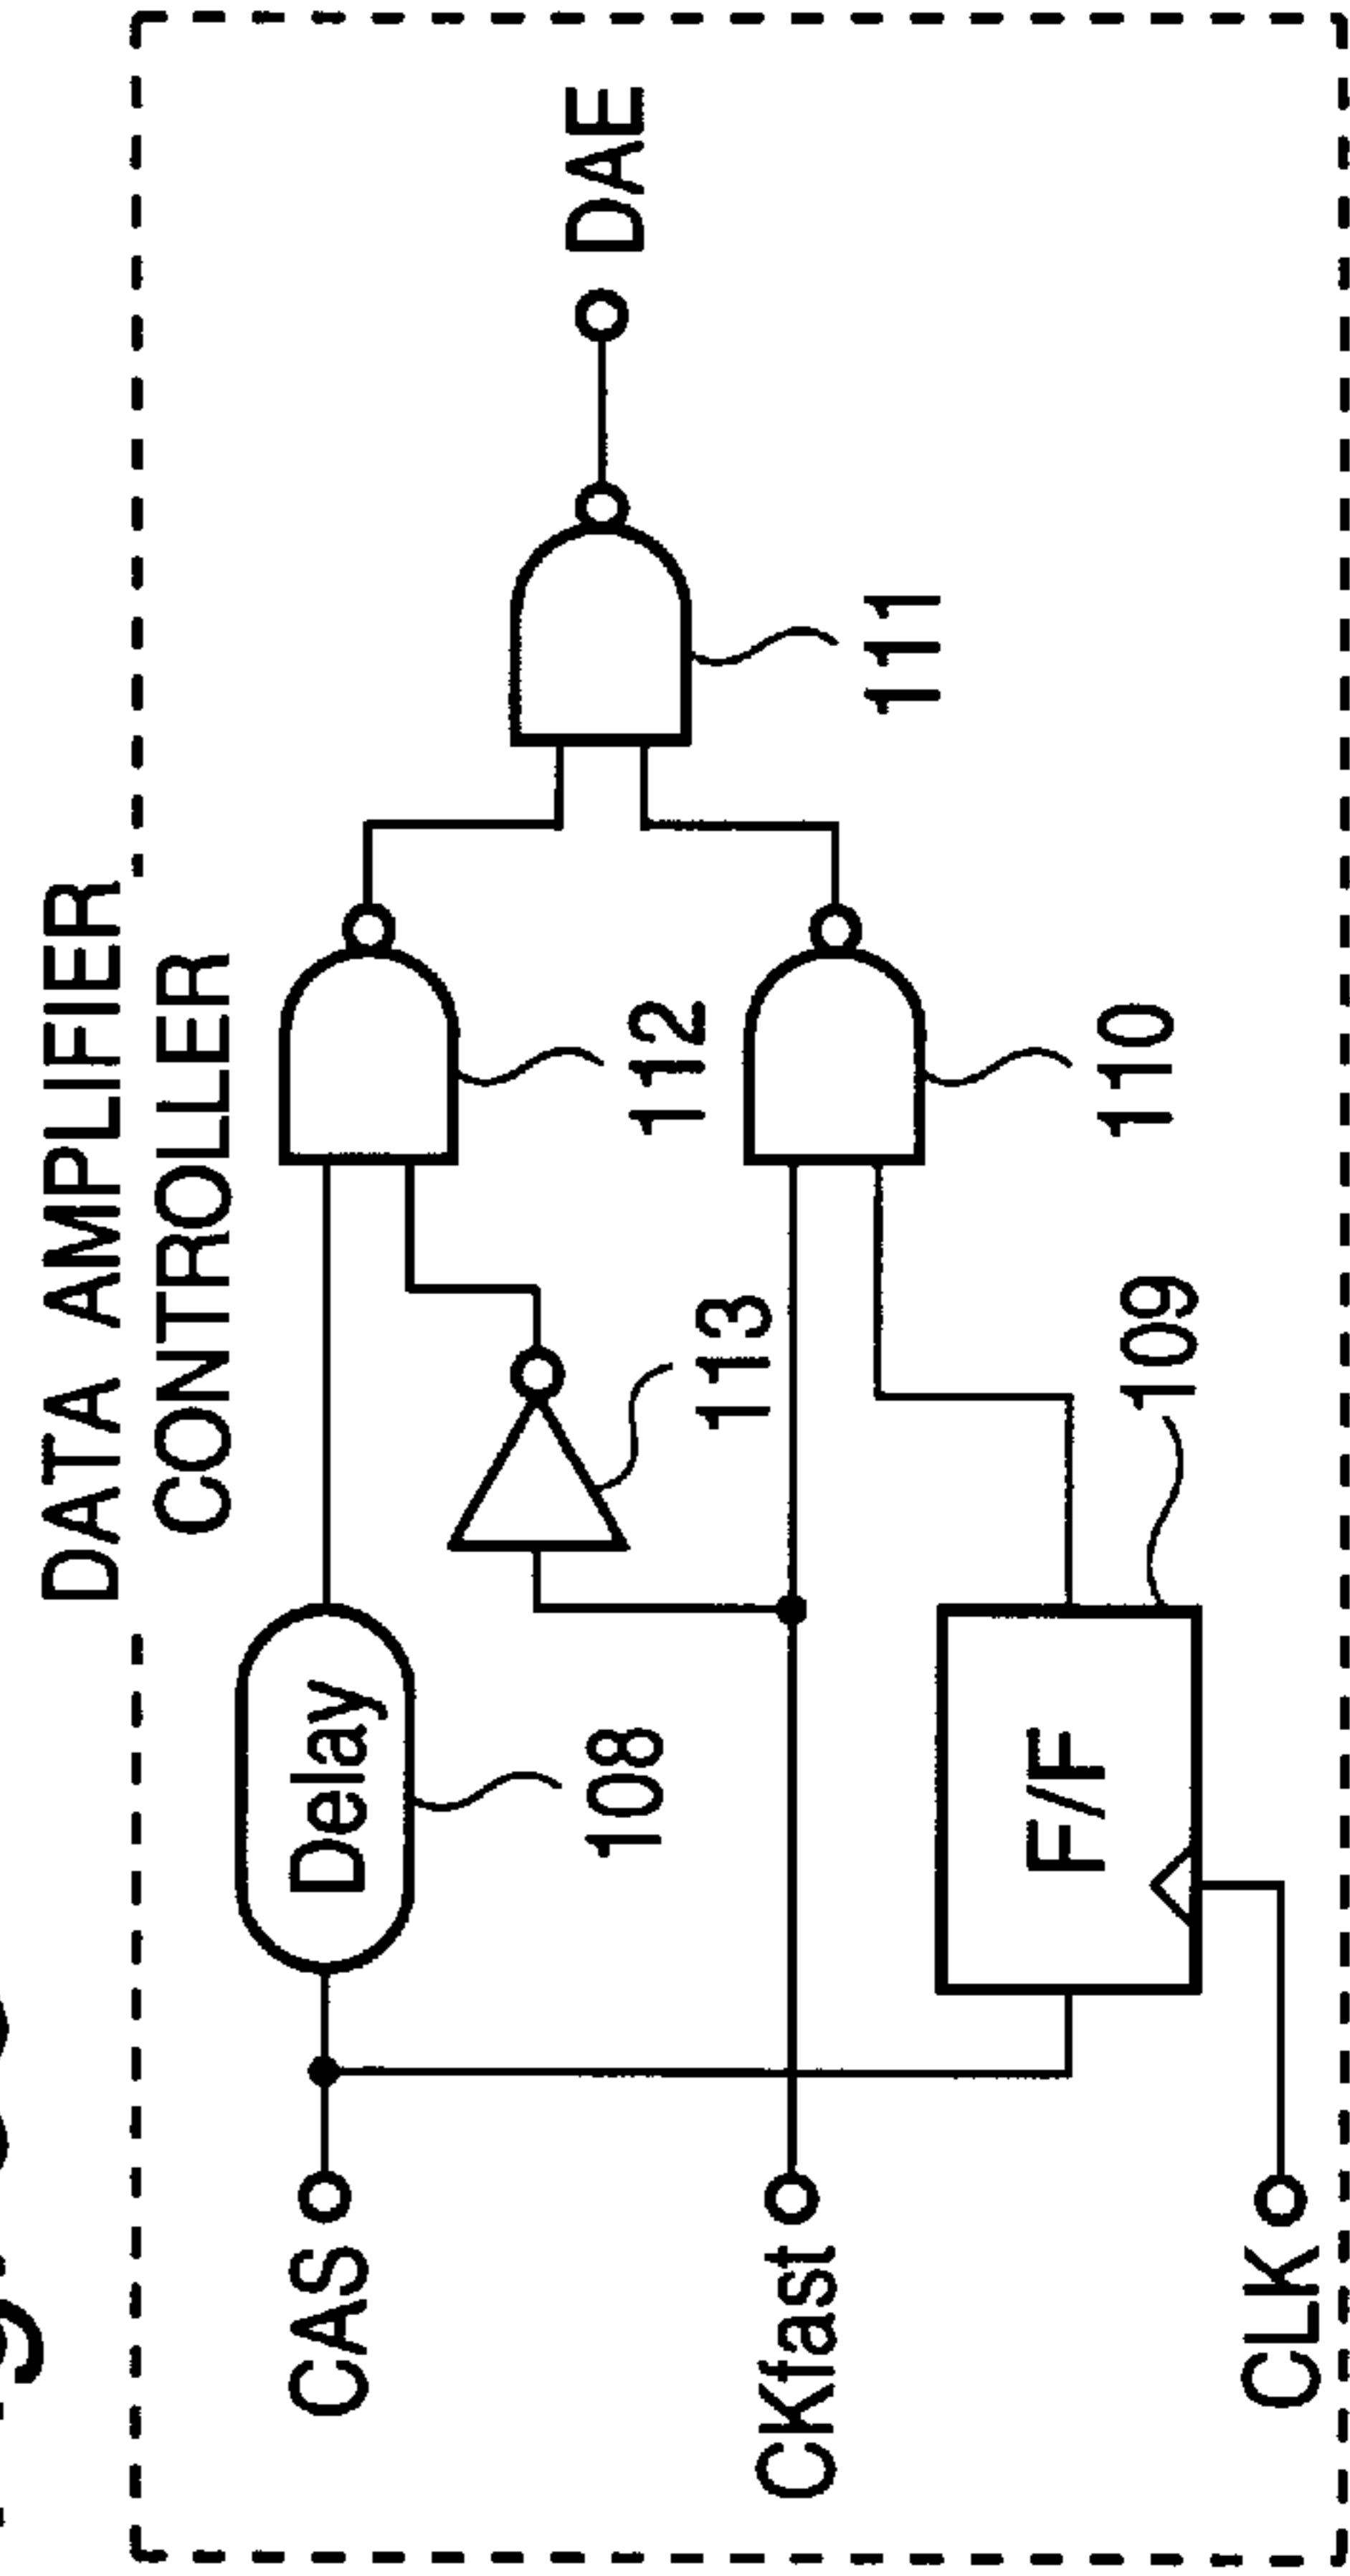 DATA AMPLIFIER
CONTROLLER
CAS
Delay
108
112
113
CKfast
110
111
DAE
F/F
109
CLK